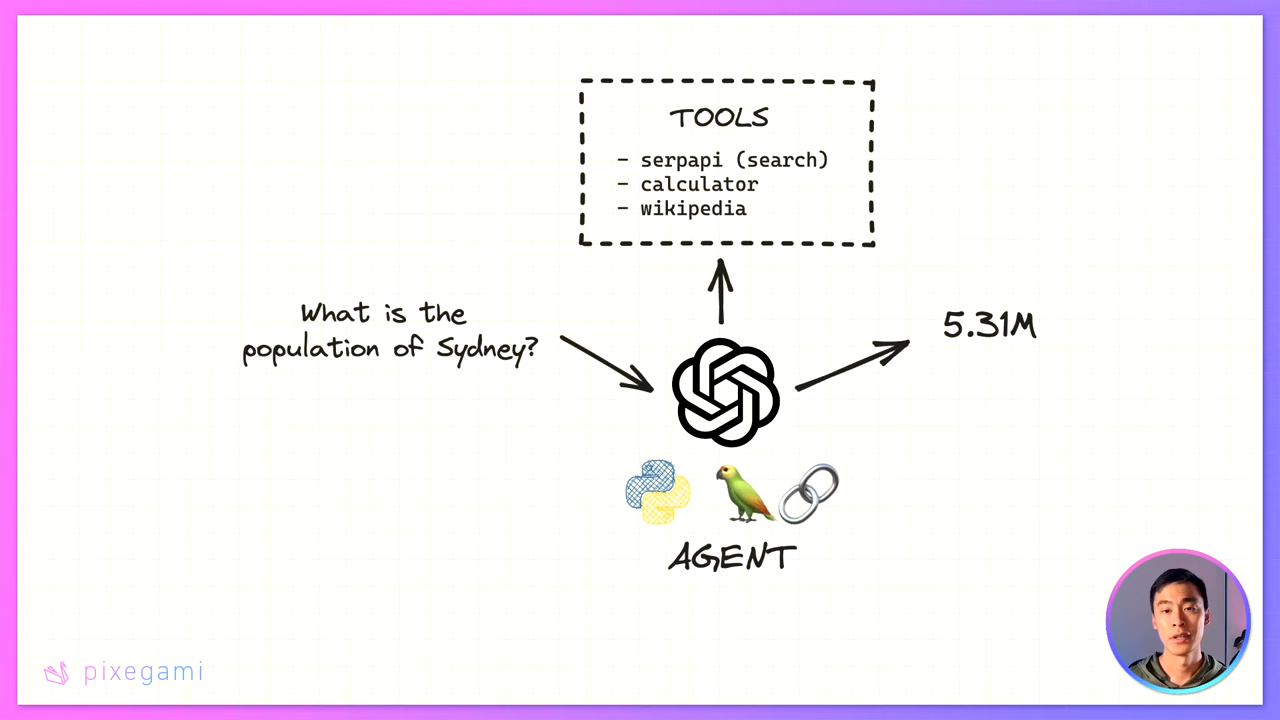 TOOLS
- serpapi (search)
- calculator
- wikipedia
What is the
population of Sydney?
5.31M
AGENT
pixegami